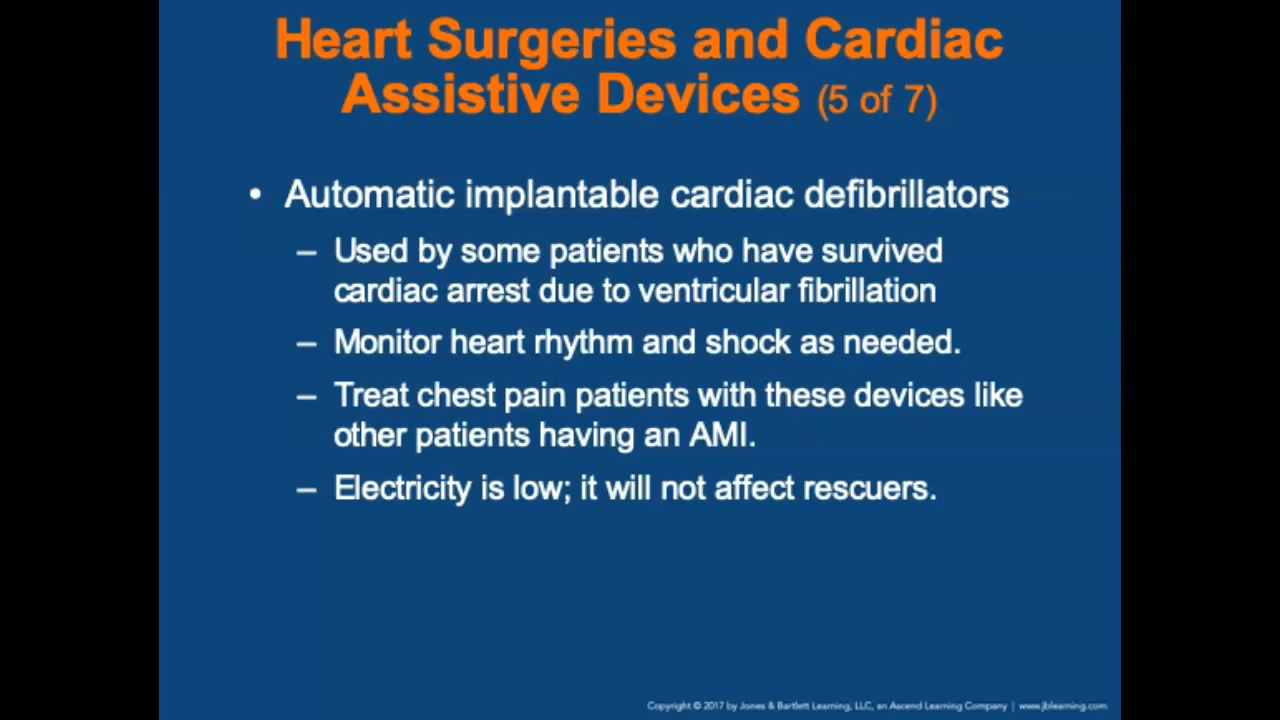 Heart Surgeries and Cardiac
Assistive Devices (5 of 7)
• Automatic implantable cardiac defibrillators
– Used by some patients who have survived
cardiac arrest due to ventricular fibrillation
– Monitor heart rhythm and shock as needed.
– Treat chest pain patients with these devices like
other patients having an AMI.
– Electricity is low; it will not affect rescuers.
Copyright © 2017 by Jones & Bartlett Learning, LLC, an Ascend Learning Company | www.jblearning.com